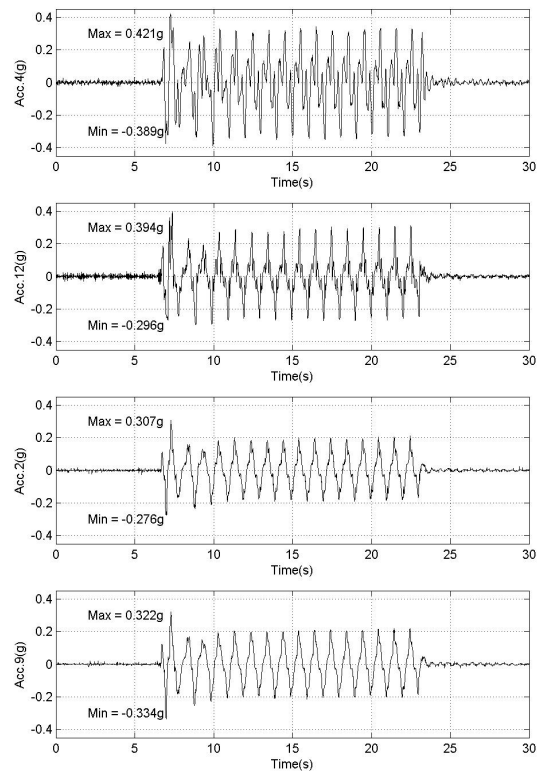 0.4
Max = 0.421g
0.2
Acc.4(g)
0
-0.2
Min = -0.389g
-0.4
0 5 10 15 20 25 30
Time(s)
0.4
Max = 0.394g
0.2
Acc.12(g)
0
-0.2
Min = -0.296g
-0.4
0 5 10 15 20 25 30
Time(s)
0.4
Max = 0.307g
0.2
Acc.2(g)
0
-0.2
Min = -0.276g
-0.4
0 5 10 15 20 25 30
Time(s)
0.4
Max = 0.322g
0.2
Acc.9(g)
0
-0.2
Min = -0.334g
-0.4
0 5 10 15 20 25 30
Time(s)